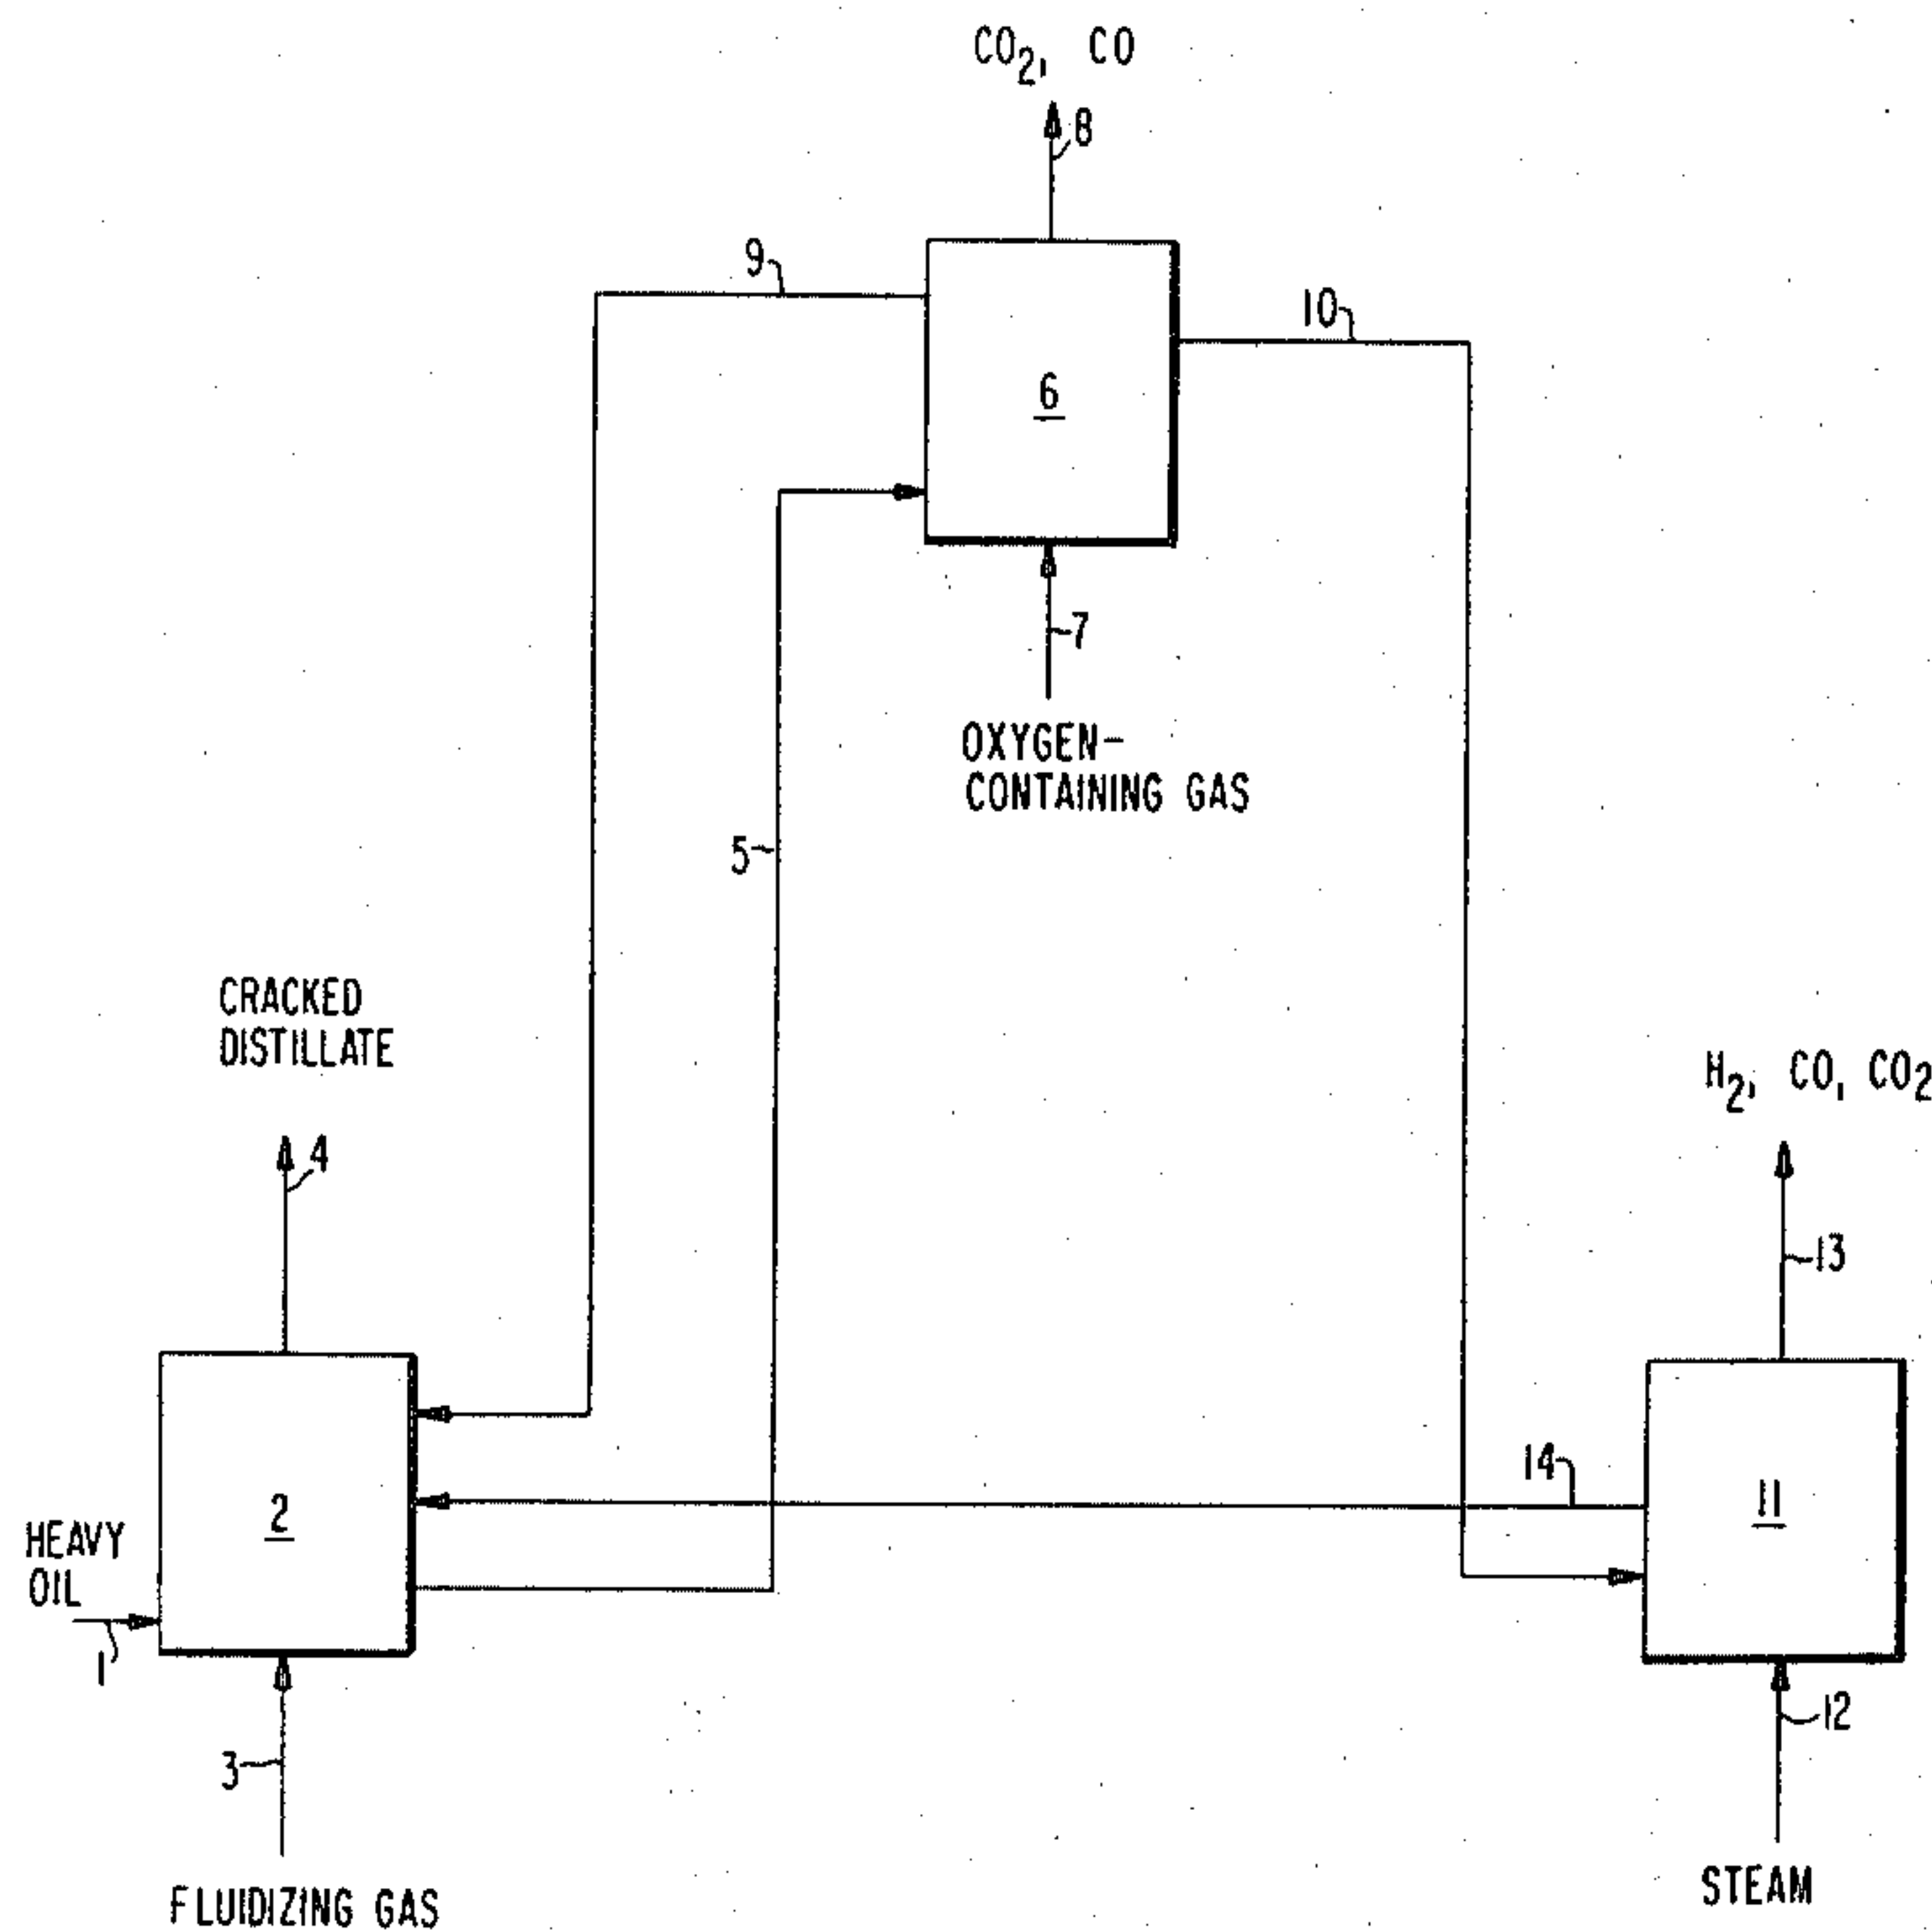 CO2, CO
8
9
10
6
7
OXYGEN-
CONTAINING GAS
5
CRACKED
DISTILLATE
H2, CO, CO2
4
13
14
2
11
HEAVY
OIL
1
12
3
STEAM
FLUIDIZING GAS